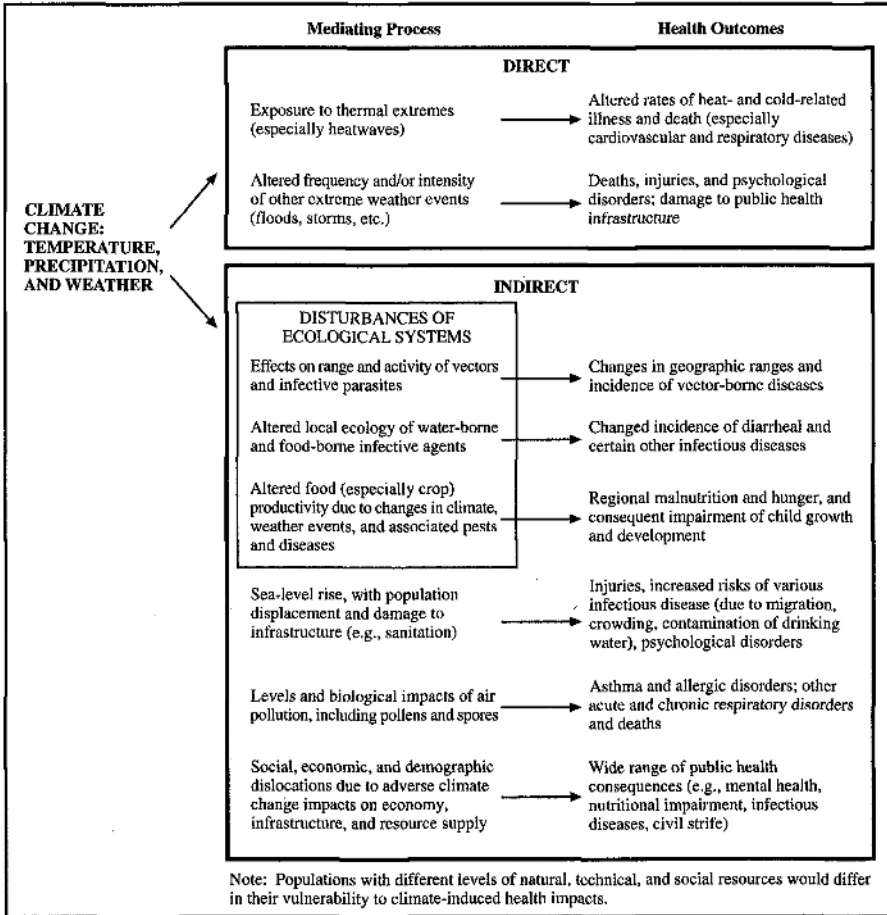 Mediating Process
Health Outcomes
DIRECT
Exposure to thermal extremes
(especially heatwaves)
Altered rates of heat- and cold-related
illness and death (especially
cardiovascular and respiratory diseases)
Altered frequency and/or intensity
of other extreme weather events
(floods, storms, etc.)
Deaths, injuries, and psychological
disorders; damage to public health
infrastructure
CLIMATE
CHANGE:
TEMPERATURE,
PRECIPITATION,
AND WEATHER
INDIRECT
DISTURBANCES OF
ECOLOGICAL SYSTEMS
Effects on range and activity of vectors
and infective parasites
Changes in geographic ranges and
incidence of vector-borne diseases
Altered local ecology of water-borne
and food-borne infective agents
Changed incidence of diarrheal and
certain other infectious diseases
Altered food (especially crop)
productivity due to changes in climate,
weather events, and associated pests
and diseases
Regional malnutrition and hunger, and
consequent impairment of child growth
and development
Sea-level rise, with population
displacement and damage to
infrastructure (e.g., sanitation)
Injuries, increased risks of various
infectious disease (due to migration,
crowding, contamination of drinking
water), psychological disorders
Levels and biological impacts of air
pollution, including pollens and spores
Asthma and allergic disorders; other
acute and chronic respiratory disorders
and deaths
Social, economic, and demographic
dislocations due to adverse climate
change impacts on economy,
infrastructure, and resource supply
Wide range of public health
consequences (e.g., mental health,
nutritional impairment, infectious
diseases, civil strife)
Note: Populations with different levels of natural, technical, and social resources would differ
in their vulnerability to climate-induced health impacts.